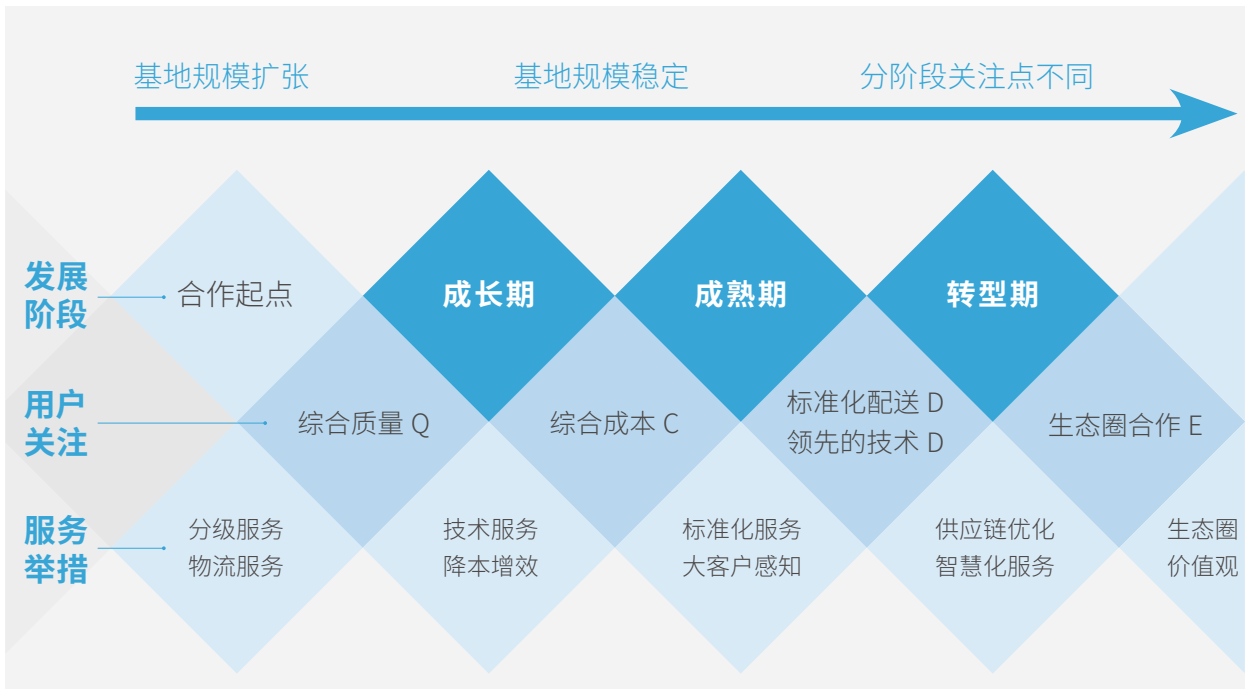 基地规模扩张
基地规模稳定
分阶段关注点不同
发展
阶段
合作起点
成长期
成熟期
转型期
用户
关注
综合质量 Q
综合成本 C
标准化配送 D
领先的技术 D
生态圈合作 E
服务
举措
分级服务
物流服务
技术服务
降本增效
标准化服务
大客户感知
供应链优化
智慧化服务
生态圈
价值观